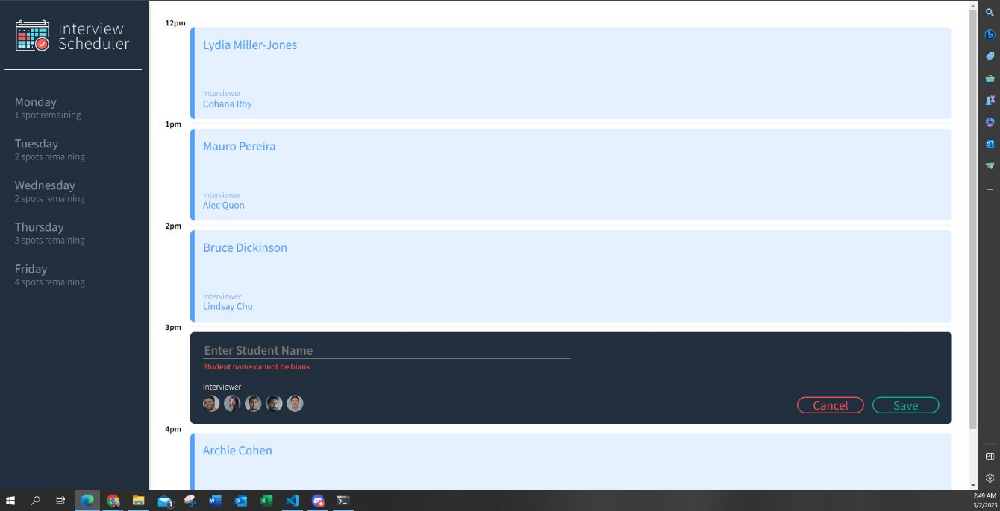 Interview
Scheduler
Monday
1 spot remaining
Tuesday
2 spots remaining
Wednesday
2 spots remaining
Thursday
3 spots remaining
Friday
4 spots remaining
12pm
Lydia Miller-Jones
Interviewer
Cohana Roy
1pm
Mauro Pereira
Interviewer
Alec Quon
2pm
Bruce Dickinson
Interviewer
Lindsay Chu
3pm
Enter Student Name
Student name cannot be blank
Interviewer
Cancel
Save
4pm
Archie Cohen
1
2:49 AM
3/2/2023